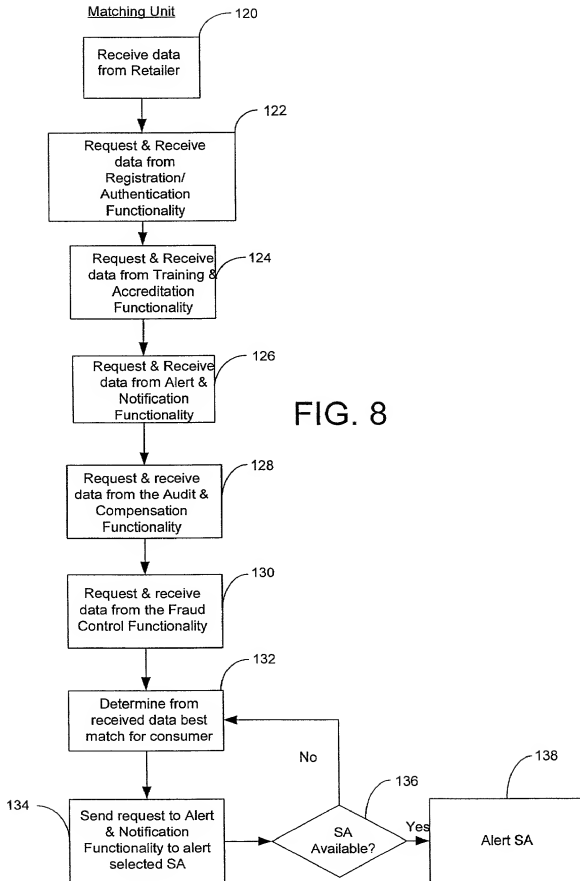 Matching Unit
120
Receive data
from Retailer
122
Request & Receive
data from
Registration/
Authentication
Functionality
124
Request & Receive
data from Training &
Accreditation
Functionality
126
Request & Receive
data from Alert &
Notification
Functionality
FIG. 8
128
Request & receive
data from the Audit &
Compensation
Functionality
130
Request & receive
data from the Fraud
Control Functionality
132
Determine from
received data best
match for consumer
No
134
Send request to Alert
& Notification
Functionality to alert
selected SA
136
SA
Available?
Yes
138
Alert SA